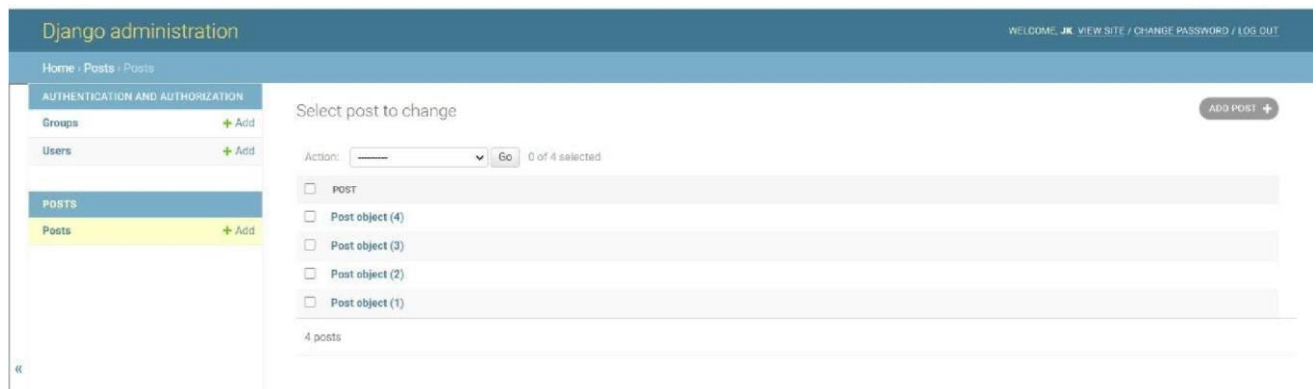 Django administration
WELCOME, JK. VIEW SITE / CHANGE PASSWORD / LOG OUT
Home › Posts › Posts
AUTHENTICATION AND AUTHORIZATION
Groups + Add
Users + Add
POSTS
Posts + Add
«
Select post to change
ADD POST +
Action: --------- Go 0 of 4 selected
POST
Post object (4)
Post object (3)
Post object (2)
Post object (1)
4 posts